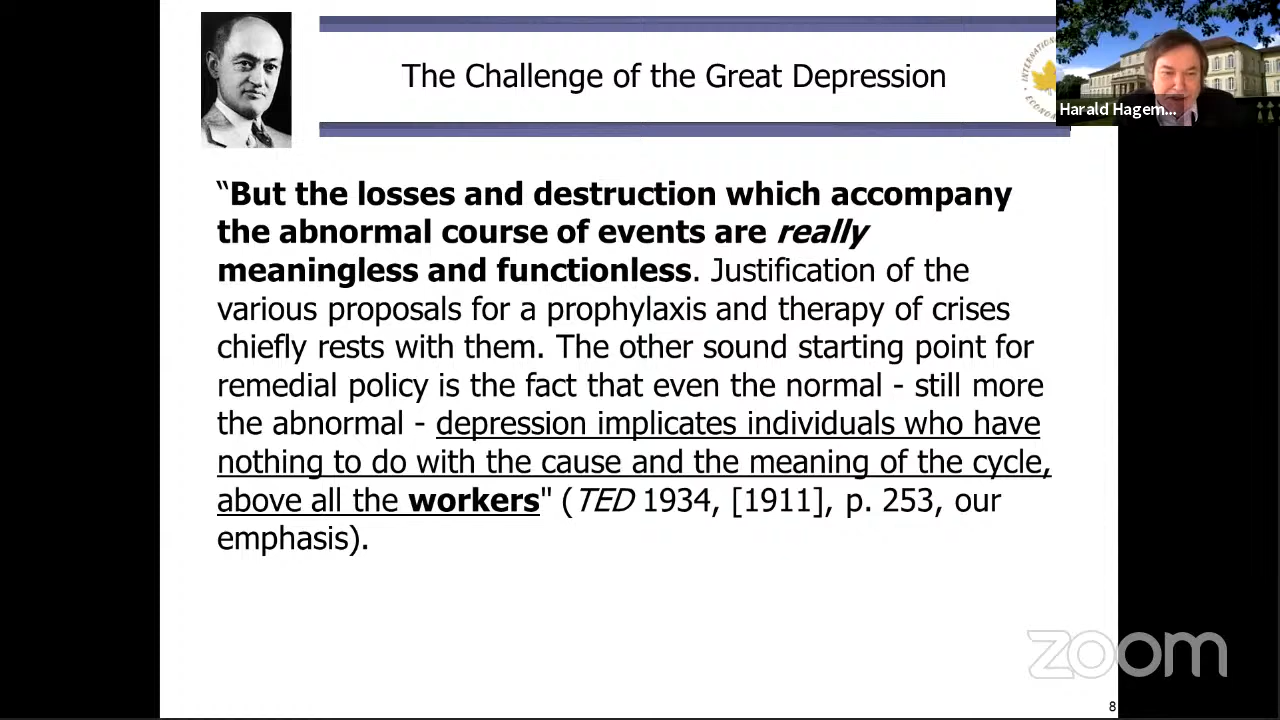 The Challenge of the Great Depression
INTERNATIO
ECONO
Harald Hagem...
“But the losses and destruction which accompany
the abnormal course of events are really
meaningless and functionless. Justification of the
various proposals for a prophylaxis and therapy of crises
chiefly rests with them. The other sound starting point for
remedial policy is the fact that even the normal - still more
the abnormal - depression implicates individuals who have
nothing to do with the cause and the meaning of the cycle,
above all the workers" (TED 1934, [1911], p. 253, our
emphasis).
zoom
8